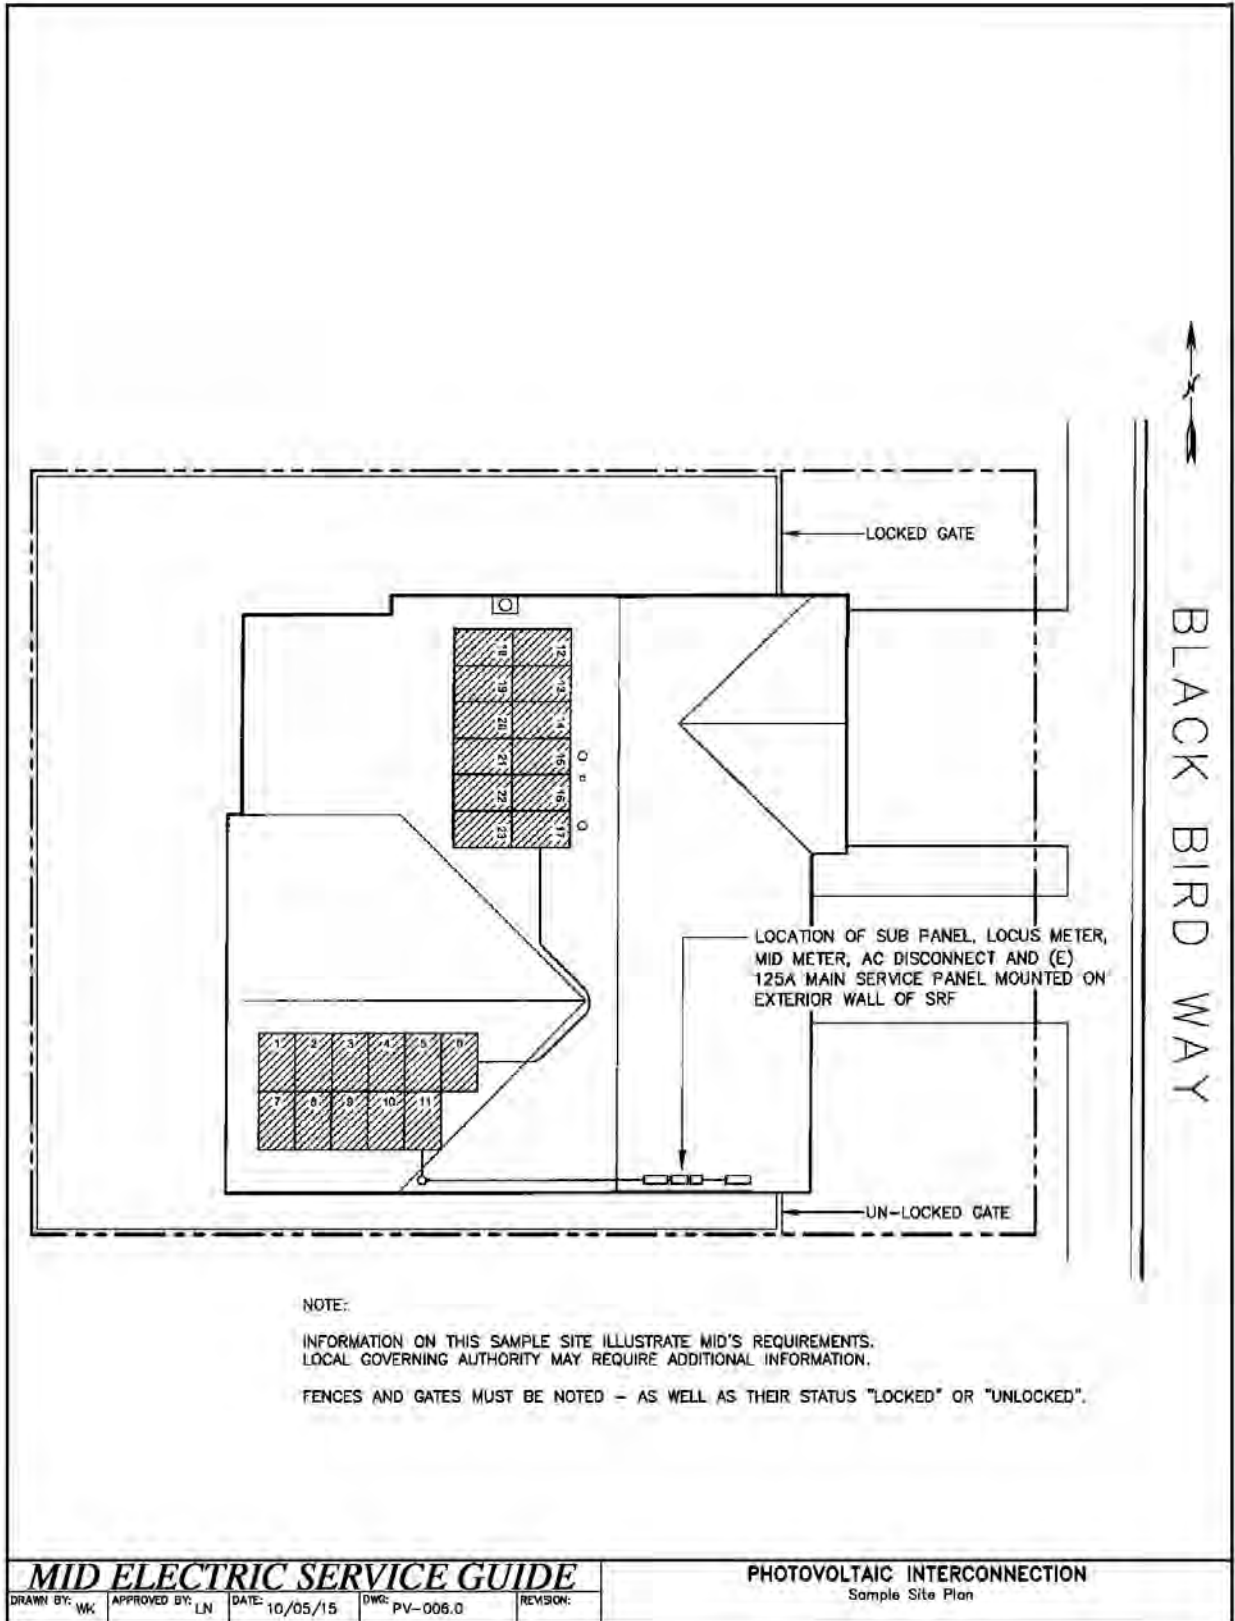 LOCKED GATE
BLACK BIRD WAY
18 12
19 13
20 14
21 15
22 16
23 17
LOCATION OF SUB PANEL, LOCUS METER,
MID METER, AC DISCONNECT AND (E)
125A MAIN SERVICE PANEL MOUNTED ON
EXTERIOR WALL OF SRF
1 2 3 4 5 6
7 8 9 10 11
UN-LOCKED GATE
NOTE:
INFORMATION ON THIS SAMPLE SITE ILLUSTRATE MID'S REQUIREMENTS.
LOCAL GOVERNING AUTHORITY MAY REQUIRE ADDITIONAL INFORMATION.
FENCES AND GATES MUST BE NOTED – AS WELL AS THEIR STATUS "LOCKED" OR "UNLOCKED".
MID ELECTRIC SERVICE GUIDE
DRAWN BY: WK APPROVED BY: LN DATE: 10/05/15 DWG: PV-006.0 REVISION:
PHOTOVOLTAIC INTERCONNECTION
Sample Site Plan